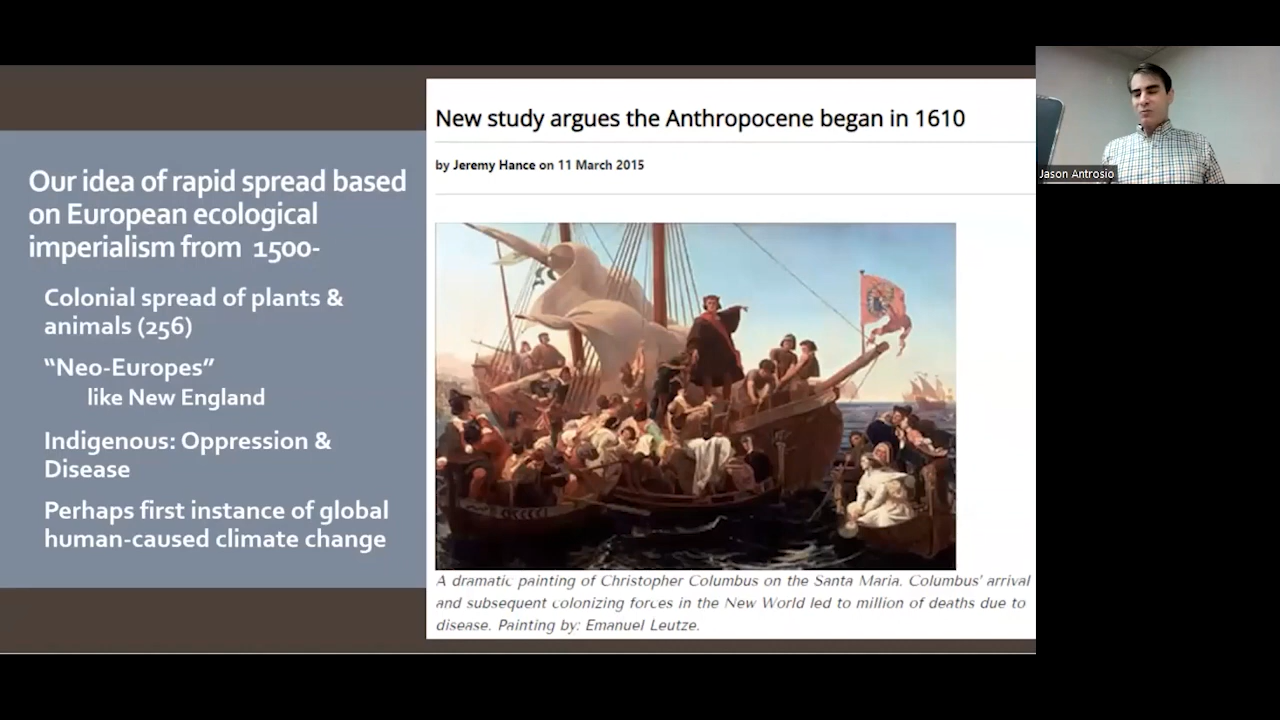 Our idea of rapid spread based
on European ecological
imperialism from 1500-
Colonial spread of plants &
animals (256)
“Neo-Europes”
like New England
Indigenous: Oppression &
Disease
Perhaps first instance of global
human-caused climate change
New study argues the Anthropocene began in 1610
by Jeremy Hance on 11 March 2015
A dramatic painting of Christopher Columbus on the Santa Maria. Columbus’ arrival
and subsequent colonizing forces in the New World led to million of deaths due to
disease. Painting by: Emanuel Leutze.
Jason Antrosio